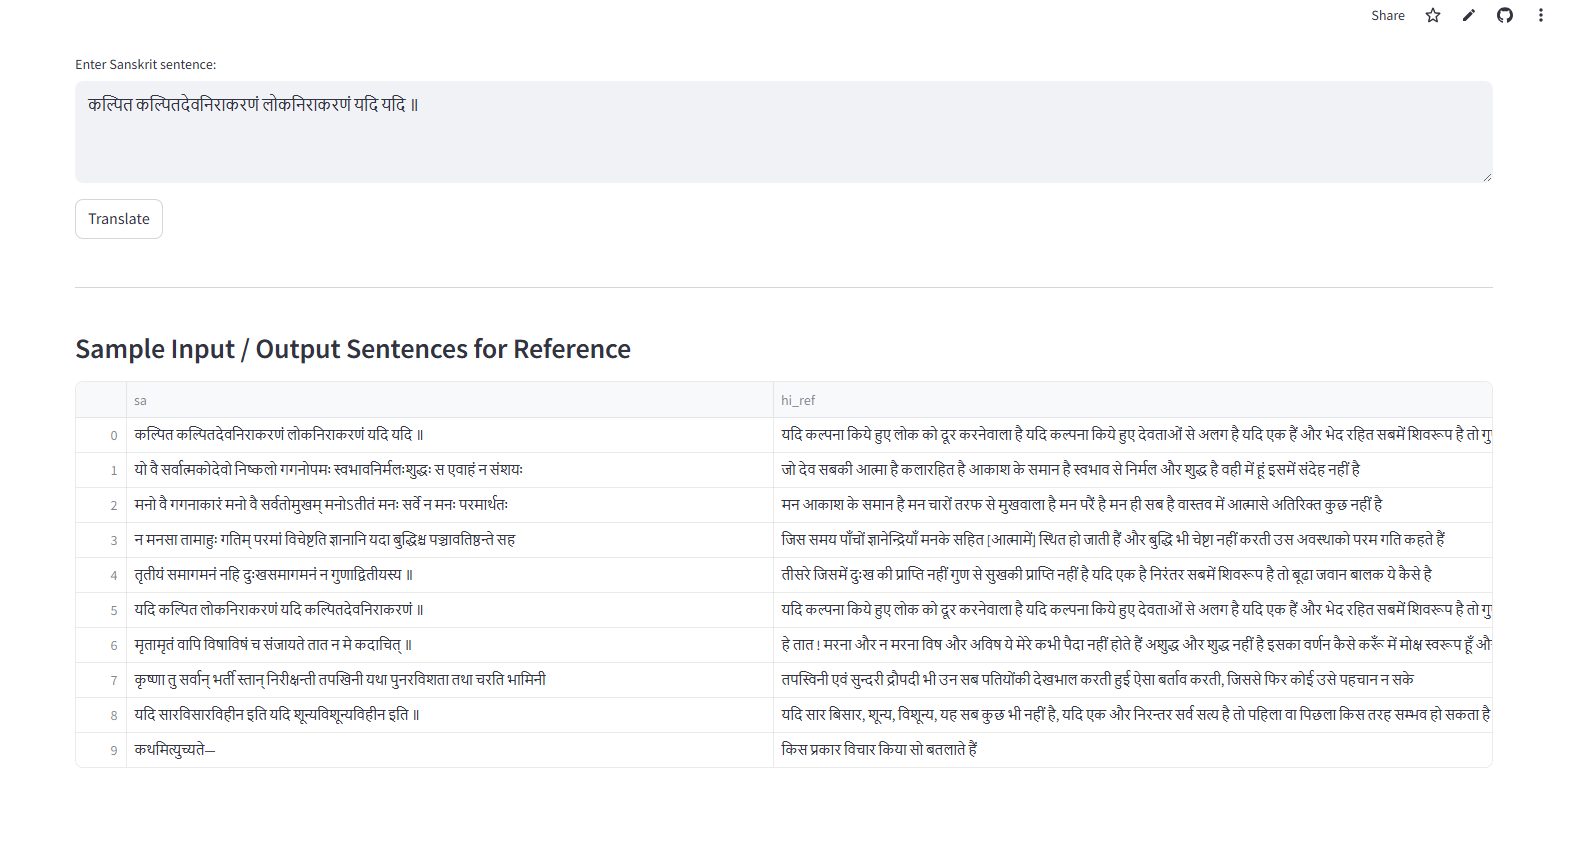 Share
Enter Sanskrit sentence:
कल्पित कल्पितदेवनिराकरणं लोकनिराकरणं यदि यदि ॥
Translate
Sample Input / Output Sentences for Reference
sa hi_ref
0 कल्पित कल्पितदेवनिराकरणं लोकनिराकरणं यदि यदि ॥ यदि कल्पना किये हुए लोक को दूर करनेवाला है यदि कल्पना किये हुए देवताओं से अलग है यदि एक हैं और भेद रहित सबमें शिवरूप है तो
1 यो वै सर्वात्मकोदेवो निष्कलो गगनोपमः स्वभावनिर्मलःशुद्धः स एवाहं न संशयः जो देव सबकी आत्मा है कलारहित है आकाश के समान है स्वभाव से निर्मल और शुद्ध है वही में हूं इसमें संदेह नहीं है
2 मनो वै गगनाकारं मनो वै सर्वतोमुखम् मनोऽतीतं मनः सर्वे न मनः परमार्थतः मन आकाश के समान है मन चारों तरफ से मुखवाला है मन परैं है मन ही सब है वास्तव में आत्मासे अतिरिक्त कुछ नहीं है
3 न मनसा तामाहुः गतिम् परमां विचेष्टति ज्ञानानि यदा बुद्धिश्च पञ्चावतिष्ठन्ते सह जिस समय पाँचों ज्ञानेन्द्रियाँ मनके सहित [आत्मामें] स्थित हो जाती हैं और बुद्धि भी चेष्टा नहीं करती उस अवस्थाको परम गति कहते हैं
4 तृतीयं समागमनं नहि दुःखसमागमनं न गुणाद्वितीयस्य ॥ तीसरे जिसमें दुःख की प्राप्ति नहीं गुण से सुखकी प्राप्ति नहीं है यदि एक है निरंतर सबमें शिवरूप है तो बूढा जवान बालक ये कैसे है
5 यदि कल्पित लोकनिराकरणं यदि कल्पितदेवनिराकरणं ॥ यदि कल्पना किये हुए लोक को दूर करनेवाला है यदि कल्पना किये हुए देवताओं से अलग है यदि एक हैं और भेद रहित सबमें शिवरूप है तो
6 मृतामृतं वापि विषाविषं च संजायते तात न मे कदाचित् ॥ हे तात ! मरना और न मरना विष और अविष ये मेरे कभी पैदा नहीं होते हैं अशुद्ध और शुद्ध नहीं है इसका वर्णन कैसे करूँ में मोक्ष स्वरूप हूँ
7 कृष्णा तु सर्वान् भर्ती स्तान् निरीक्षन्ती तपखिनी यथा पुनरविशता तथा चरति भामिनी तपस्विनी एवं सुन्दरी द्रौपदी भी उन सब पतियोंकी देखभाल करती हुई ऐसा बर्ताव करती, जिससे फिर कोई उसे पहचान न सके
8 यदि सारविसारविहीन इति यदि शून्यविशून्यविहीन इति ॥ यदि सार बिसार, शून्य, विशून्य, यह सब कुछ भी नहीं है, यदि एक और निरन्तर सर्व सत्य है तो पहिला वा पिछला किस तरह सम्भव हो सकता है
9 कथमित्युच्यते— किस प्रकार विचार किया सो बतलाते हैं